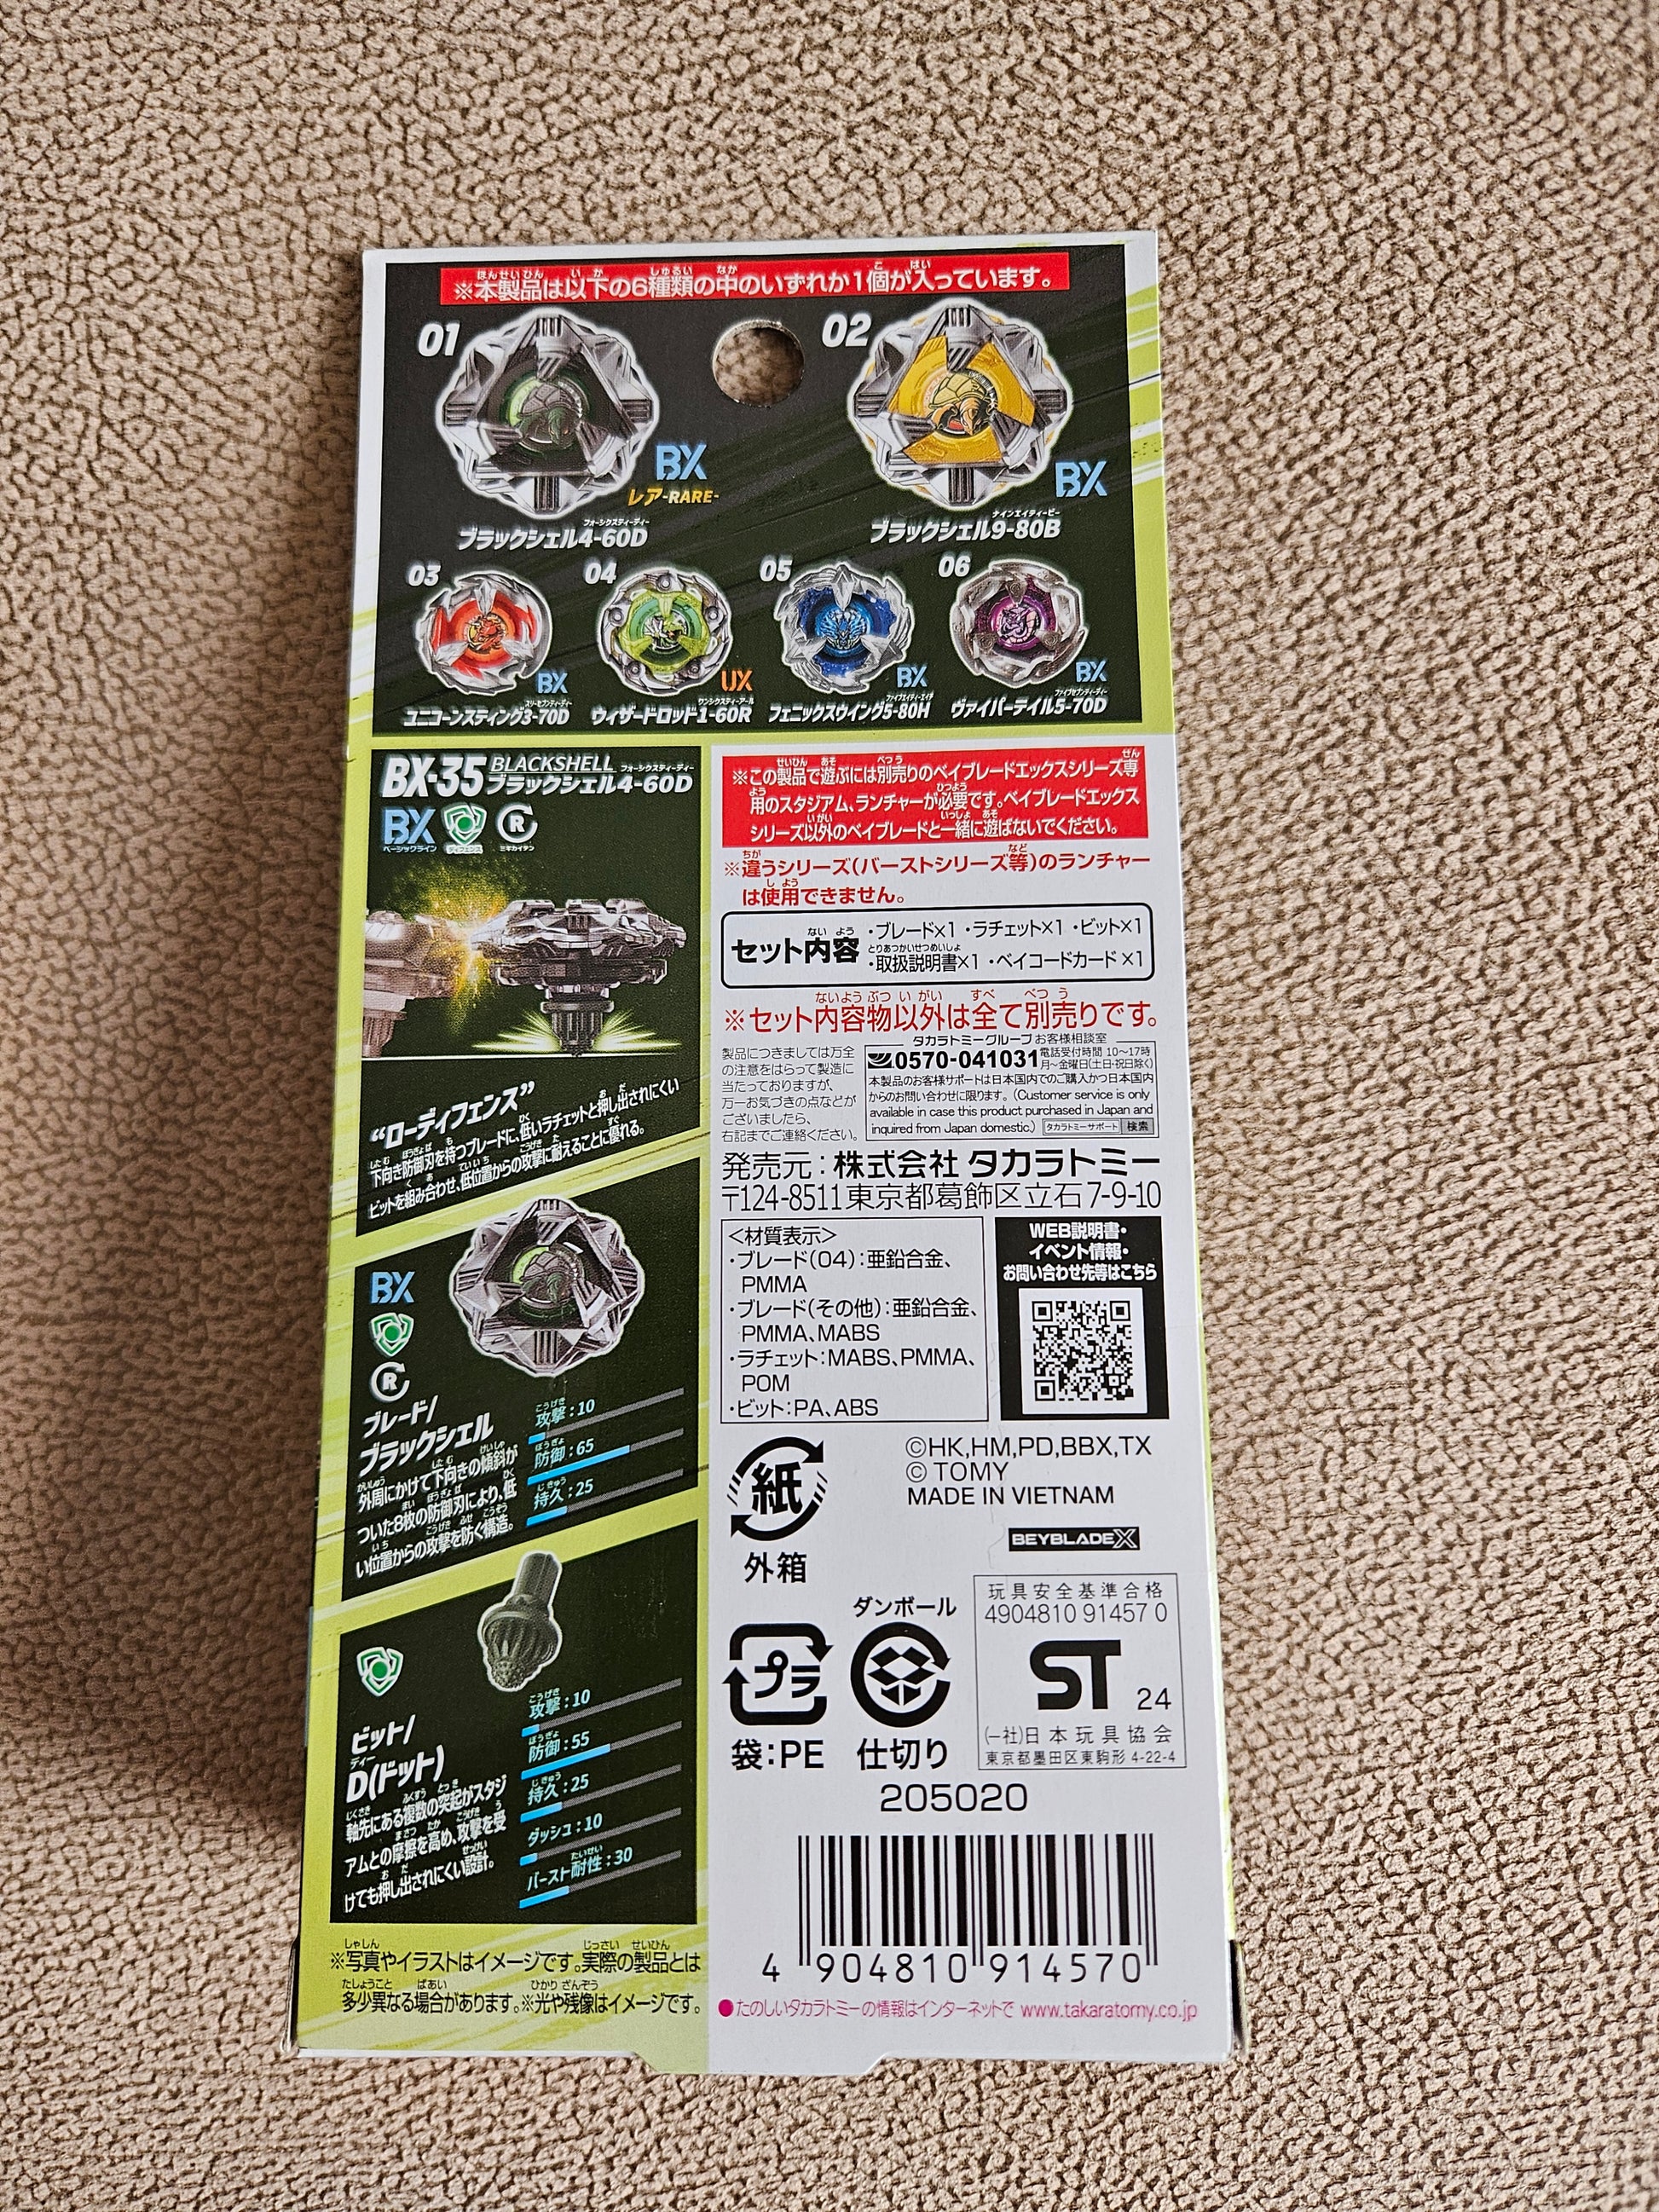 ※本製品は以下の6種類の中のいずれか1個が入っています。
01
BX
レア-RARE-
ブラックシェル4-60D
02
BX
ブラックシェル9-80B
03
BX
ユニコーンスティング3-70D
04
UX
ウィザードロッド1-60R
05
BX
フェニックスウイング5-80H
06
BX
ヴァイパーテイル5-70D
BX-35 BLACKSHELL
ブラックシェル4-60D
BX
ベーシックライン
ディフェンス
R
ミギカイテン
“ローディフェンス”
下向き防御刃を持つブレードに、低いラチェットと押し出されにくい
ビットを組み合わせ、低位置からの攻撃に耐えることに優れる。
BX
R
ブレード/
ブラックシェル
外周にかけて下向きの傾斜が
ついた8枚の防御刃により、低
い位置からの攻撃を防ぐ構造。
攻撃:10
防御:65
持久:25
ビット/
D(ドット)
軸先にある複数の突起がスタジ
アムとの摩擦を高め、攻撃を受
けても押し出されにくい設計。
攻撃:10
防御:55
持久:25
ダッシュ:10
バースト耐性:30
※写真やイラストはイメージです。実際の製品とは
多少異なる場合があります。※光や残像はイメージです。
※この製品で遊ぶには別売りのベイブレードエックスシリーズ専
用のスタジアム、ランチャーが必要です。ベイブレードエックス
シリーズ以外のベイブレードと一緒に遊ばないでください。
※違うシリーズ(バーストシリーズ等)のランチャー
は使用できません。
セット内容
・ブレード×1 ・ラチェット×1 ・ビット×1
・取扱説明書×1 ・ベイコードカード×1
※セット内容物以外は全て別売りです。
製品につきましては万全
の注意をはらって製造に
当たっておりますが、
万一お気づきの点などが
ございましたら、
右記までご連絡ください。
タカラトミーグループお客様相談室
0570-041031 電話受付時間 10〜17時
月〜金曜日(土日・祝日除く)
本製品のお客様サポートは日本国内でのご購入かつ日本国内
からのお問い合わせに限ります。(Customer service is only
available in case this product purchased in Japan and
inquired from Japan domestic.) タカラトミーサポート 検索
発売元:株式会社 タカラトミー
〒124-8511 東京都葛飾区立石7-9-10
<材質表示>
・ブレード(04):亜鉛合金、
PMMA
・ブレード(その他):亜鉛合金、
PMMA、MABS
・ラチェット:MABS、PMMA、
POM
・ビット:PA、ABS
WEB説明書・
イベント情報・
お問い合わせ先等はこちら
紙
外箱
©HK,HM,PD,BBX,TX
© TOMY
MADE IN VIETNAM
BEYBLADE X
プラ
袋:PE
ダンボール
仕切り
玩具安全基準合格
4904810 91457 0
ST 24
(一社)日本玩具協会
東京都墨田区東駒形 4-22-4
205020
4 904810 914570
●たのしいタカラトミーの情報はインターネットで www.takaratomy.co.jp